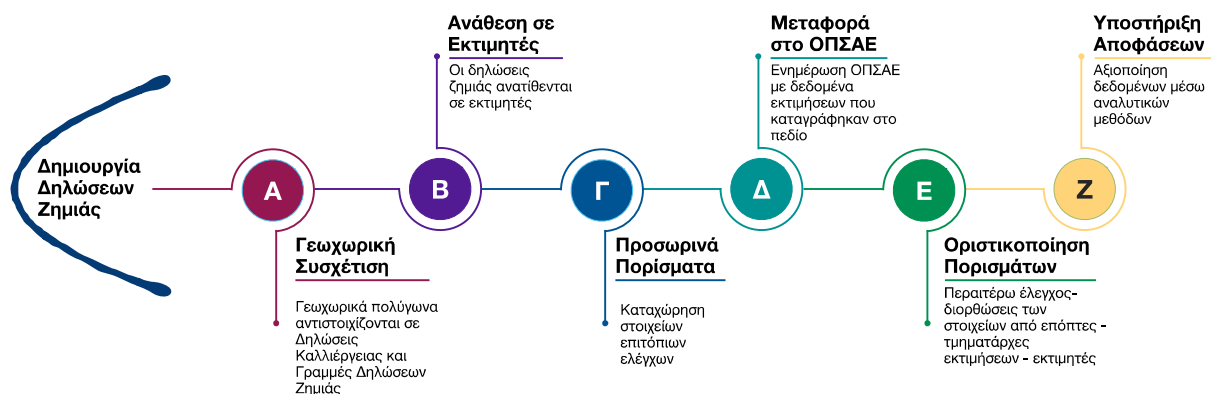 Δημιουργία
Δηλώσεων
Ζημιάς
Α
Γεωχωρική
Συσχέτιση
Γεωχωρικά πολύγωνα
αντιστοιχίζονται σε
Δηλώσεις
Καλλιέργειας και
Γραμμές Δηλώσεων
Ζημιάς
Ανάθεση σε
Εκτιμητές
Οι δηλώσεις
ζημιάς ανατίθενται
σε εκτιμητές
Β
Γ
Προσωρινά
Πορίσματα
Καταχώρηση
στοιχείων
επιτόπιων
ελέγχων
Μεταφορά
στο ΟΠΣΑΕ
Ενημέρωση ΟΠΣΑΕ
με δεδομένα
εκτιμήσεων που
καταγράφηκαν στο
πεδίο
Δ
Ε
Οριστικοποίηση
Πορισμάτων
Περαιτέρω έλεγχος-
διορθώσεις των
στοιχείων από επόπτες -
τμηματάρχες
εκτιμήσεων - εκτιμητές
Υποστήριξη
Αποφάσεων
Αξιοποίηση
δεδομένων μέσω
αναλυτικών
μεθόδων
Ζ